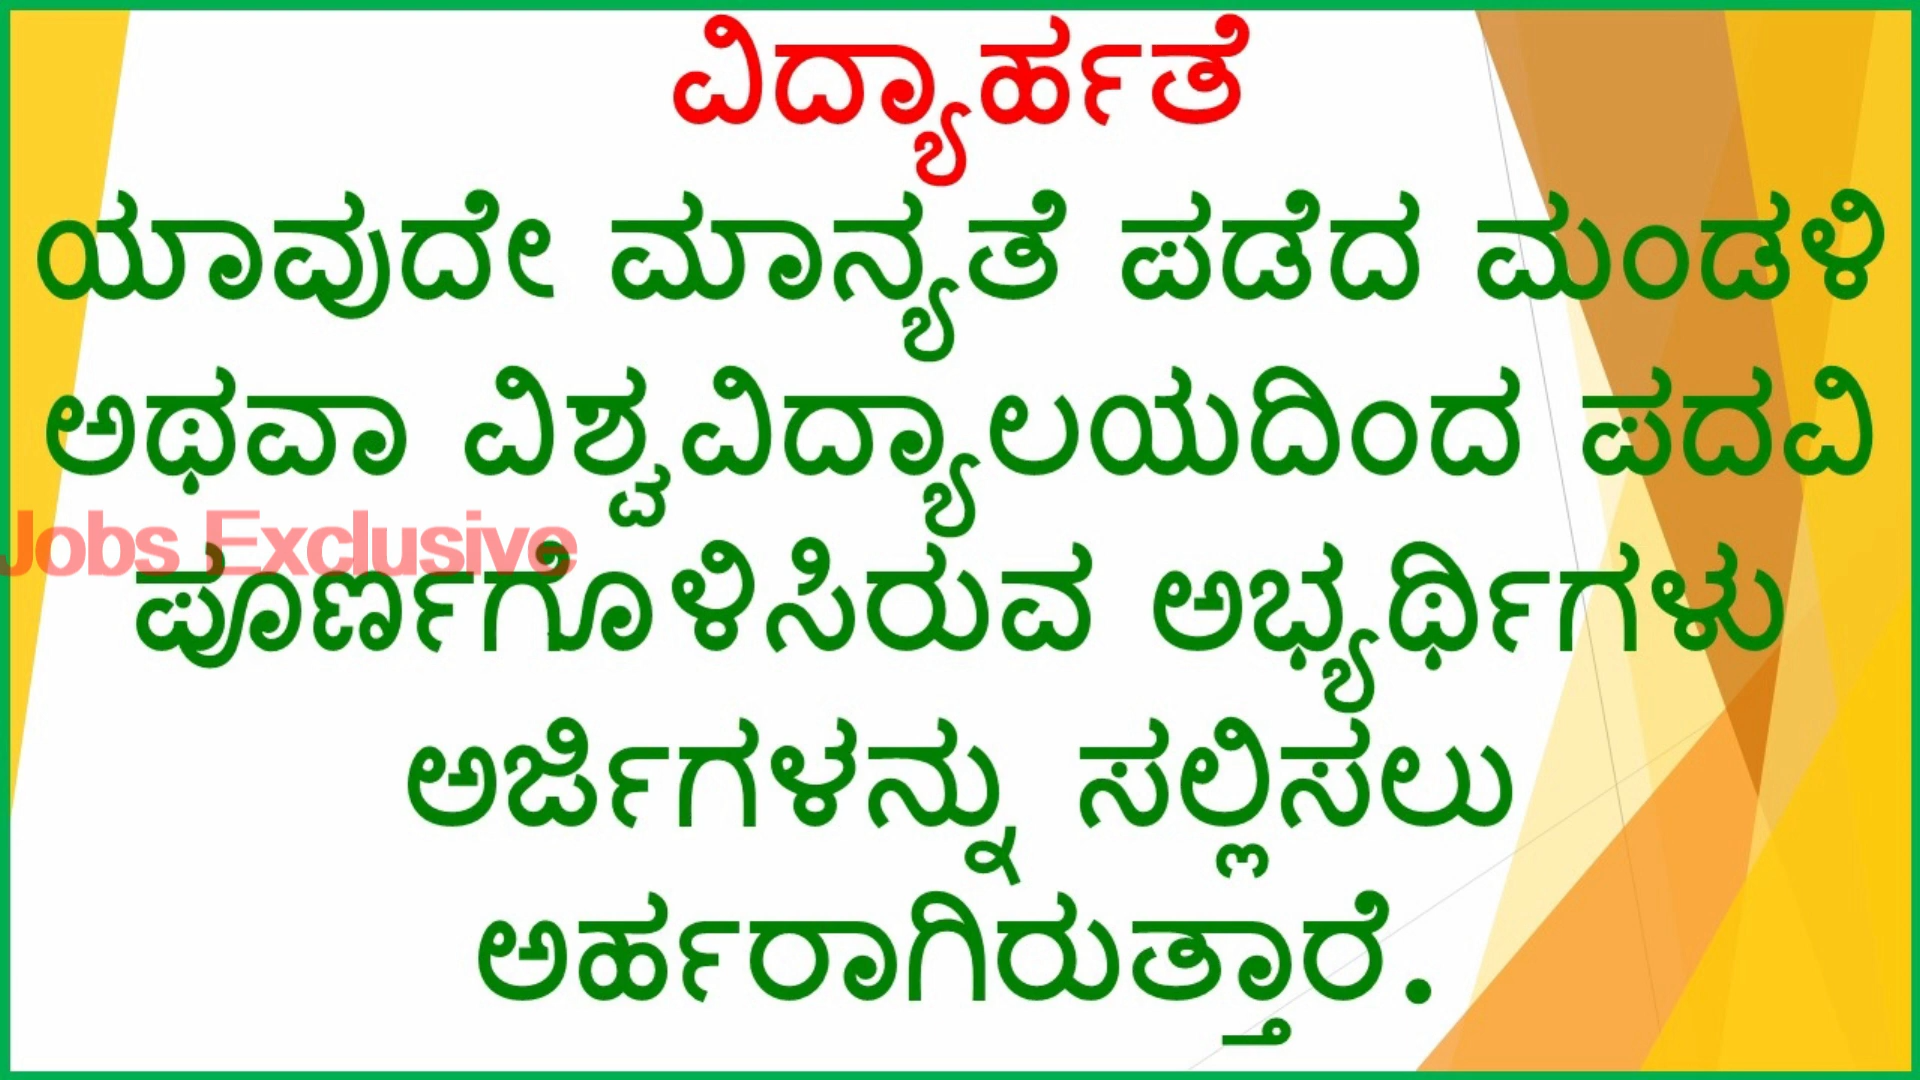 ವಿದ್ಯಾರ್ಹತೆ
ಯಾವುದೇ ಮಾನ್ಯತೆ ಪಡೆದ ಮಂಡಳಿ
ಅಥವಾ ವಿಶ್ವವಿದ್ಯಾಲಯದಿಂದ ಪದವಿ
Jobs Exclusive
ಪೂರ್ಣಗೊಳಿಸಿರುವ ಅಭ್ಯರ್ಥಿಗಳು
ಅರ್ಜಿಗಳನ್ನು ಸಲ್ಲಿಸಲು
ಅರ್ಹರಾಗಿರುತ್ತಾರೆ.